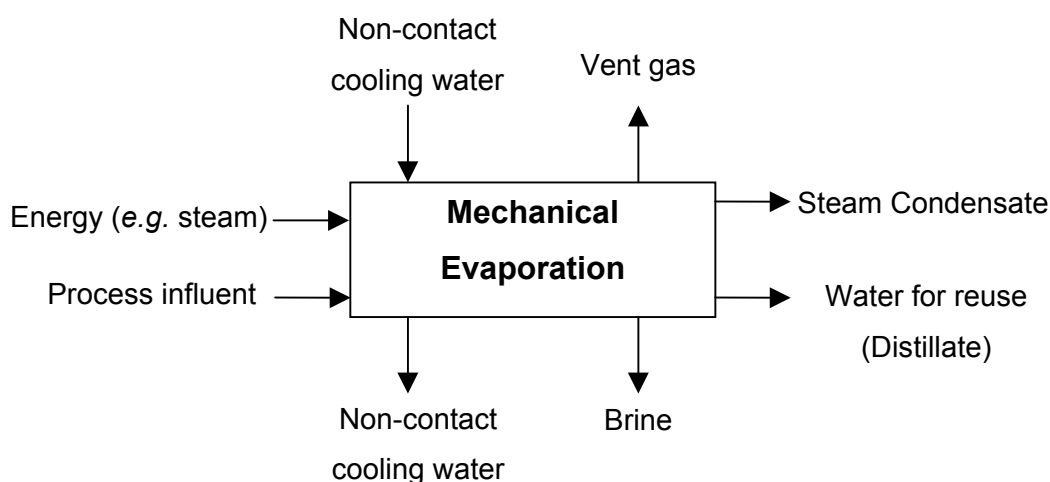 Non-contact
cooling water
Vent gas
Energy (e.g. steam)
Mechanical
Evaporation
Steam Condensate
Process influent
Water for reuse
(Distillate)
Non-contact
cooling water
Brine